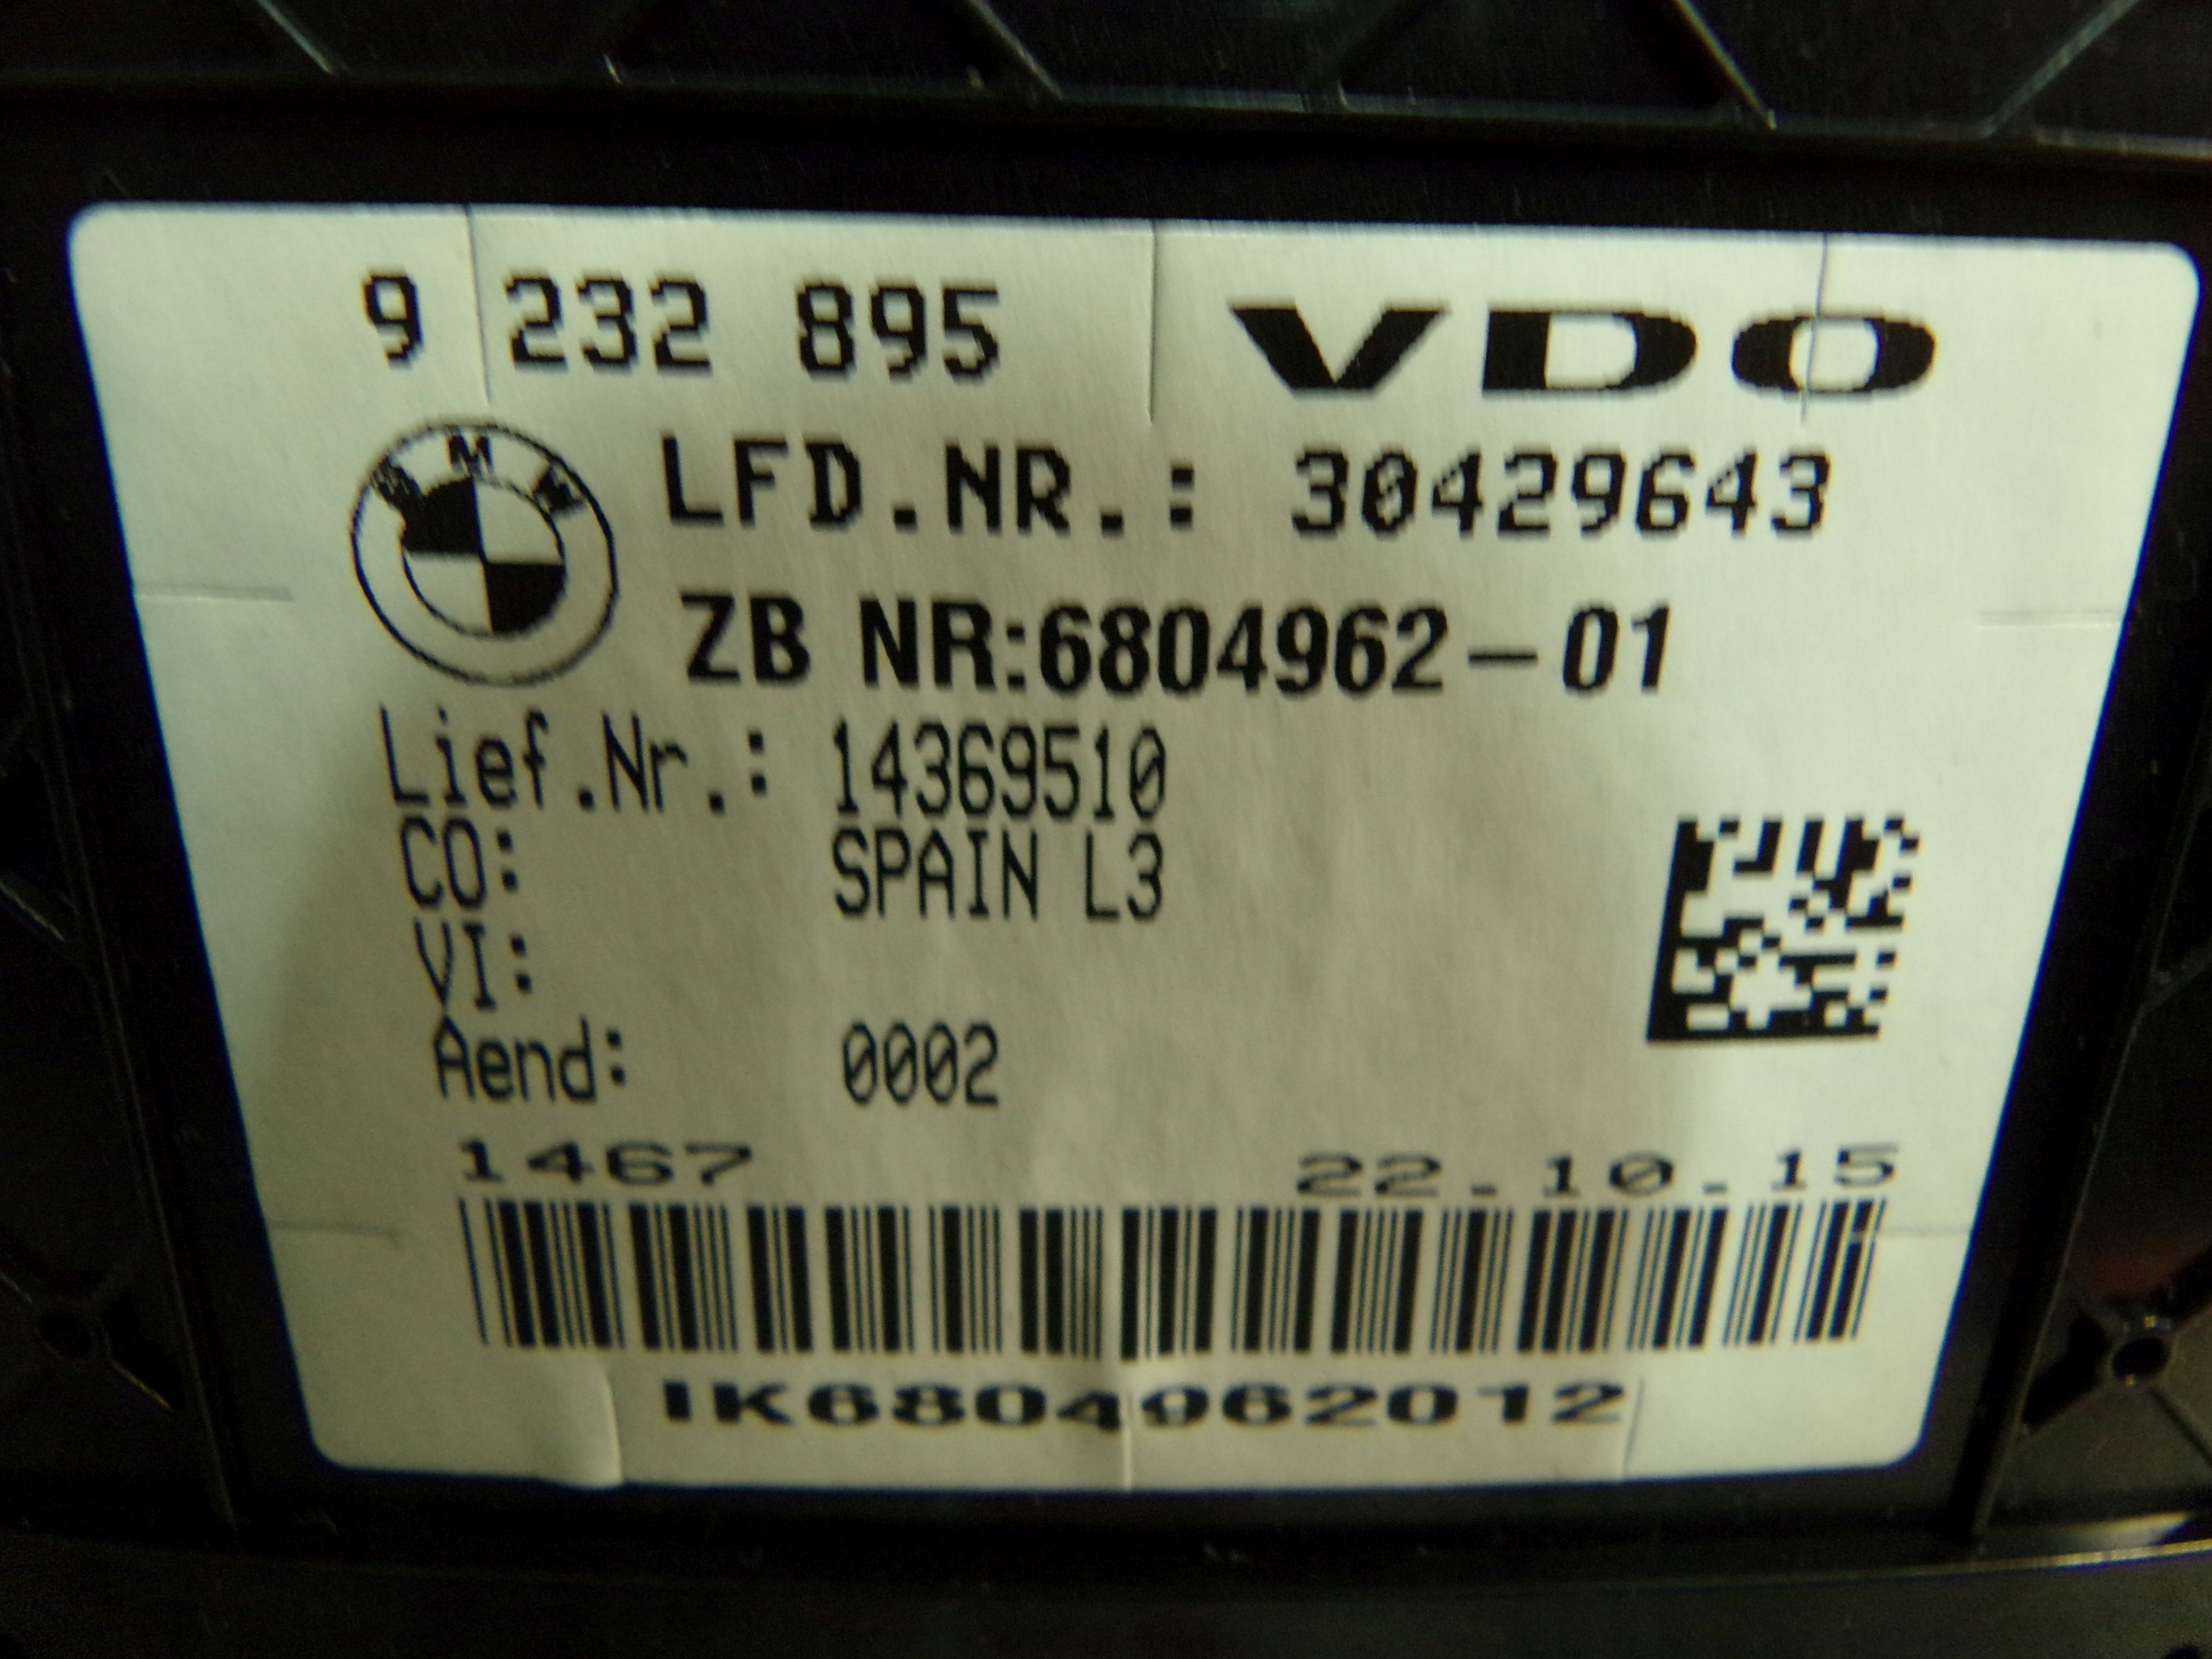 9 232 895 VDO
BMW
LFD.NR.: 30429643
ZB NR:6804962-01
Lief.Nr.: 14369510
CO: SPAIN L3
VI:
Aend: 0002
1467 22.10.15
IK6804962012